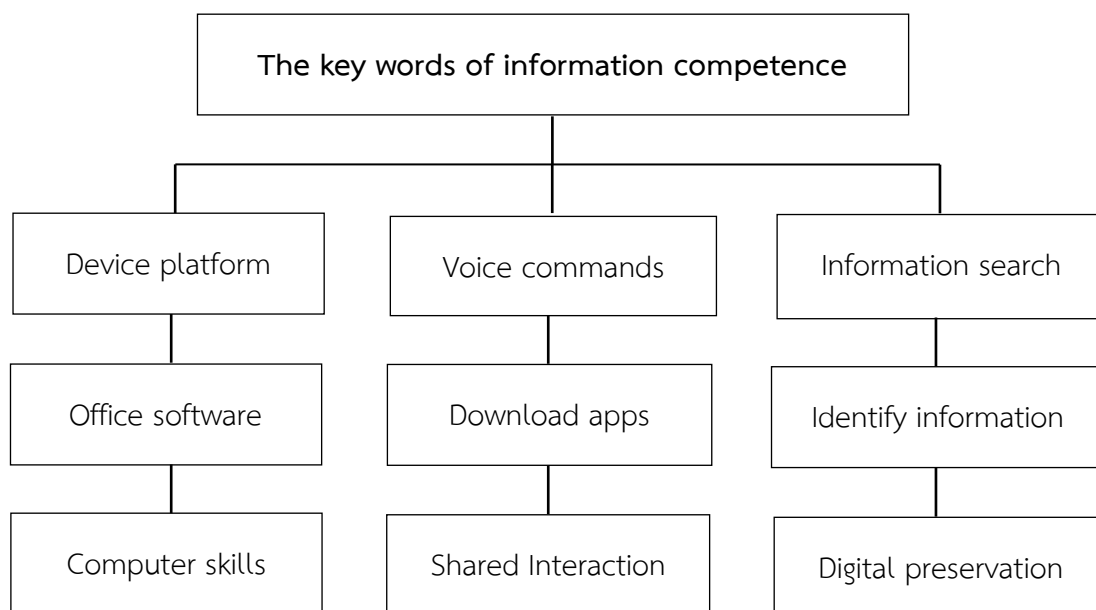 The key words of information competence
Device platform
Voice commands
Information search
Office software
Download apps
Identify information
Computer skills
Shared Interaction
Digital preservation